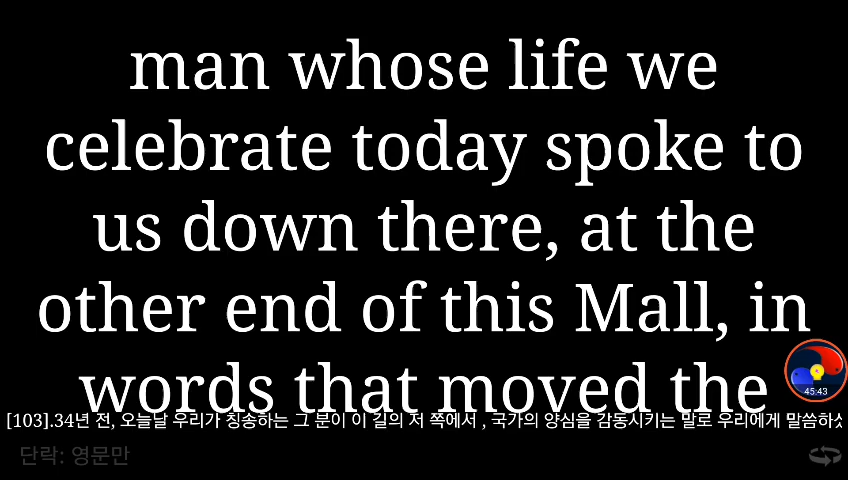 man whose life we
celebrate today spoke to
us down there, at the
other end of this Mall, in
words that moved the
[103].34년 전, 오늘날 우리가 칭송하는 그 분이 이 길의 저 쪽에서 , 국가의 양심을 감동시키는 말로 우리에게 말씀하셨
45:43
단락: 영문만